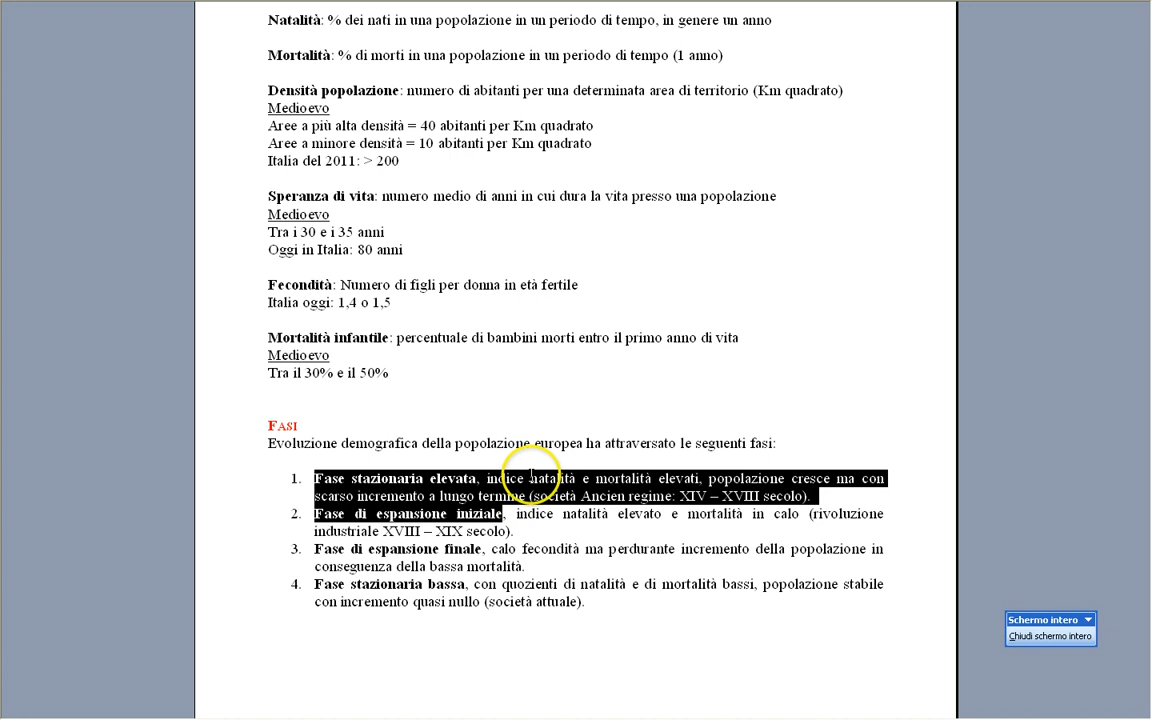 Natalità: % dei nati in una popolazione in un periodo di tempo, in genere un anno
Mortalità: % di morti in una popolazione in un periodo di tempo (1 anno)
Densità popolazione: numero di abitanti per una determinata area di territorio (Km quadrato)
Medioevo
Aree a più alta densità = 40 abitanti per Km quadrato
Aree a minore densità = 10 abitanti per Km quadrato
Italia del 2011: > 200
Speranza di vita: numero medio di anni in cui dura la vita presso una popolazione
Medioevo
Tra i 30 e i 35 anni
Oggi in Italia: 80 anni
Fecondità: Numero di figli per donna in età fertile
Italia oggi: 1,4 o 1,5
Mortalità infantile: percentuale di bambini morti entro il primo anno di vita
Medioevo
Tra il 30% e il 50%
FASI
Evoluzione demografica della popolazione europea ha attraversato le seguenti fasi:
1. Fase stazionaria elevata, indice natalità e mortalità elevati, popolazione cresce ma con
scarso incremento a lungo termine (società Ancien regime: XIV – XVIII secolo).
2. Fase di espansione iniziale, indice natalità elevato e mortalità in calo (rivoluzione
industriale XVIII – XIX secolo).
3. Fase di espansione finale, calo fecondità ma perdurante incremento della popolazione in
conseguenza della bassa mortalità.
4. Fase stazionaria bassa, con quozienti di natalità e di mortalità bassi, popolazione stabile
con incremento quasi nullo (società attuale).
Schermo intero
Chiudi schermo intero